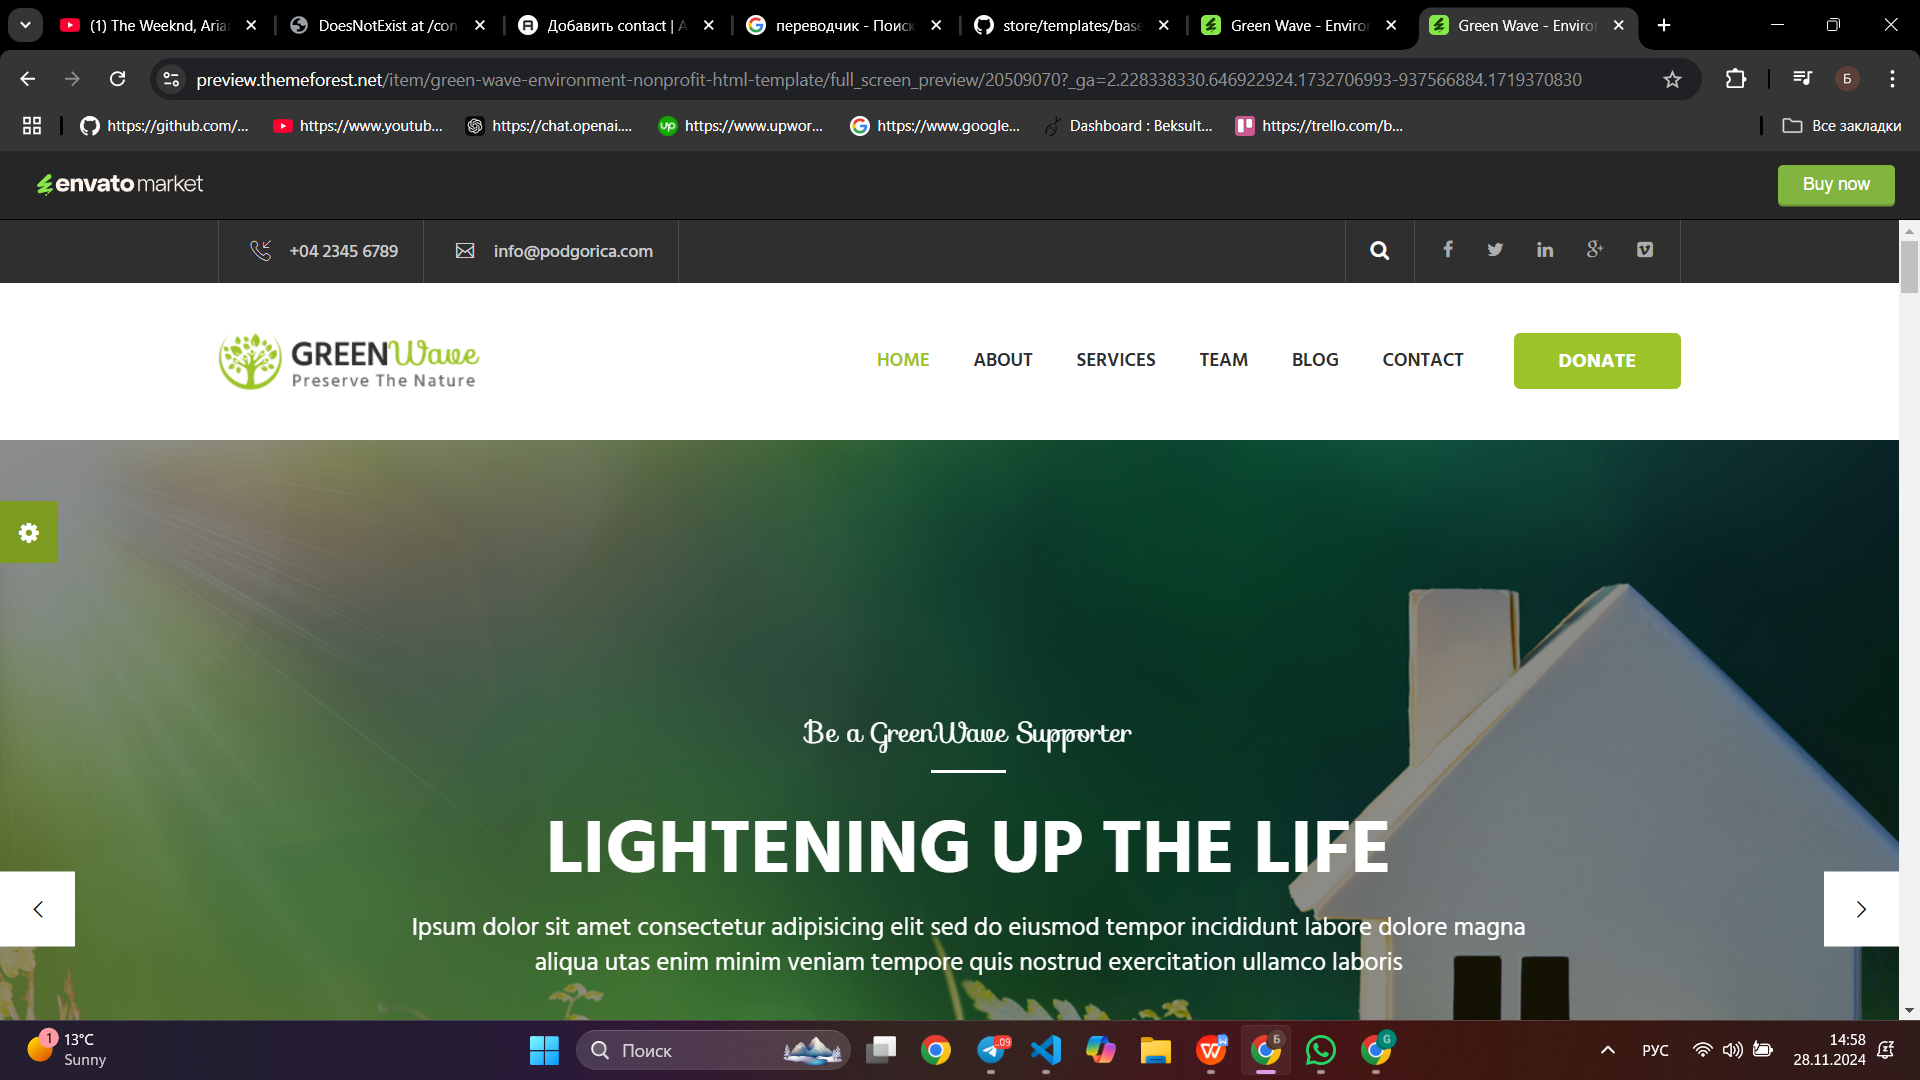 (1) The Weeknd, Aria
DoesNotExist at /con
Добавить contact | A
переводчик - Поиск
store/templates/base
Green Wave - Enviro
Green Wave - Enviro
preview.themeforest.net/item/green-wave-environment-nonprofit-html-template/full_screen_preview/20509070?_ga=2.228338330.646922924.1732706993-937566884.1719370830
Б
https://github.com/...
https://www.youtub...
https://chat.openai....
up
https://www.upwor...
https://www.google...
Dashboard : Beksult...
https://trello.com/b...
Все закладки
envato market
Buy now
+04 2345 6789
info@podgorica.com
GREENWave
Preserve The Nature
HOME
ABOUT
SERVICES
TEAM
BLOG
CONTACT
DONATE
Be a GreenWave Supporter
LIGHTENING UP THE LIFE
Ipsum dolor sit amet consectetur adipisicing elit sed do eiusmod tempor incididunt labore dolore magna
aliqua utas enim minim veniam tempore quis nostrud exercitation ullamco laboris
1
13°C
Sunny
Поиск
..09
W
Б
G
РУС
14:58
28.11.2024